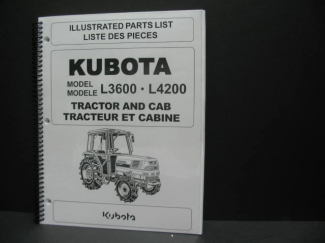 ILLUSTRATED PARTS LIST
LISTE DES PIECES
KUBOTA
MODEL
MODELE L3600 · L4200
TRACTOR AND CAB
TRACTEUR ET CABINE
Kubota